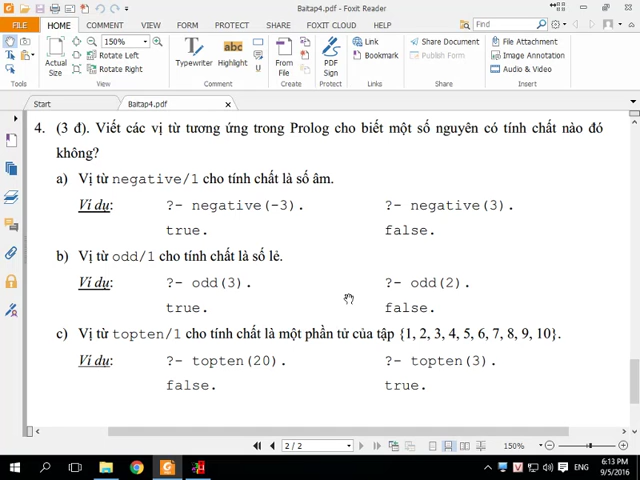 Baitap4.pdf - Foxit Reader
FILE HOME COMMENT VIEW FORM PROTECT SHARE FOXIT CLOUD HELP Find
Actual Size
150%
Rotate Left
Rotate Right
Typewriter Highlight
From File
PDF Sign
Link
Bookmark
Share Document
File Attachment
Image Annotation
Audio & Video
Tools View Comment Create Protect Links Share Insert
Start Baitap4.pdf
4. (3 đ). Viết các vị từ tương ứng trong Prolog cho biết một số nguyên có tính chất nào đó
không?
a) Vị từ negative/1 cho tính chất là số âm.
Ví dụ: ?- negative(-3). ?- negative(3).
true. false.
b) Vị từ odd/1 cho tính chất là số lẻ.
Ví dụ: ?- odd(3). ?- odd(2).
true. false.
c) Vị từ topten/1 cho tính chất là một phần tử của tập {1, 2, 3, 4, 5, 6, 7, 8, 9, 10}.
Ví dụ: ?- topten(20). ?- topten(3).
false. true.
2 / 2 150%
ENG 6:13 PM
9/5/2016